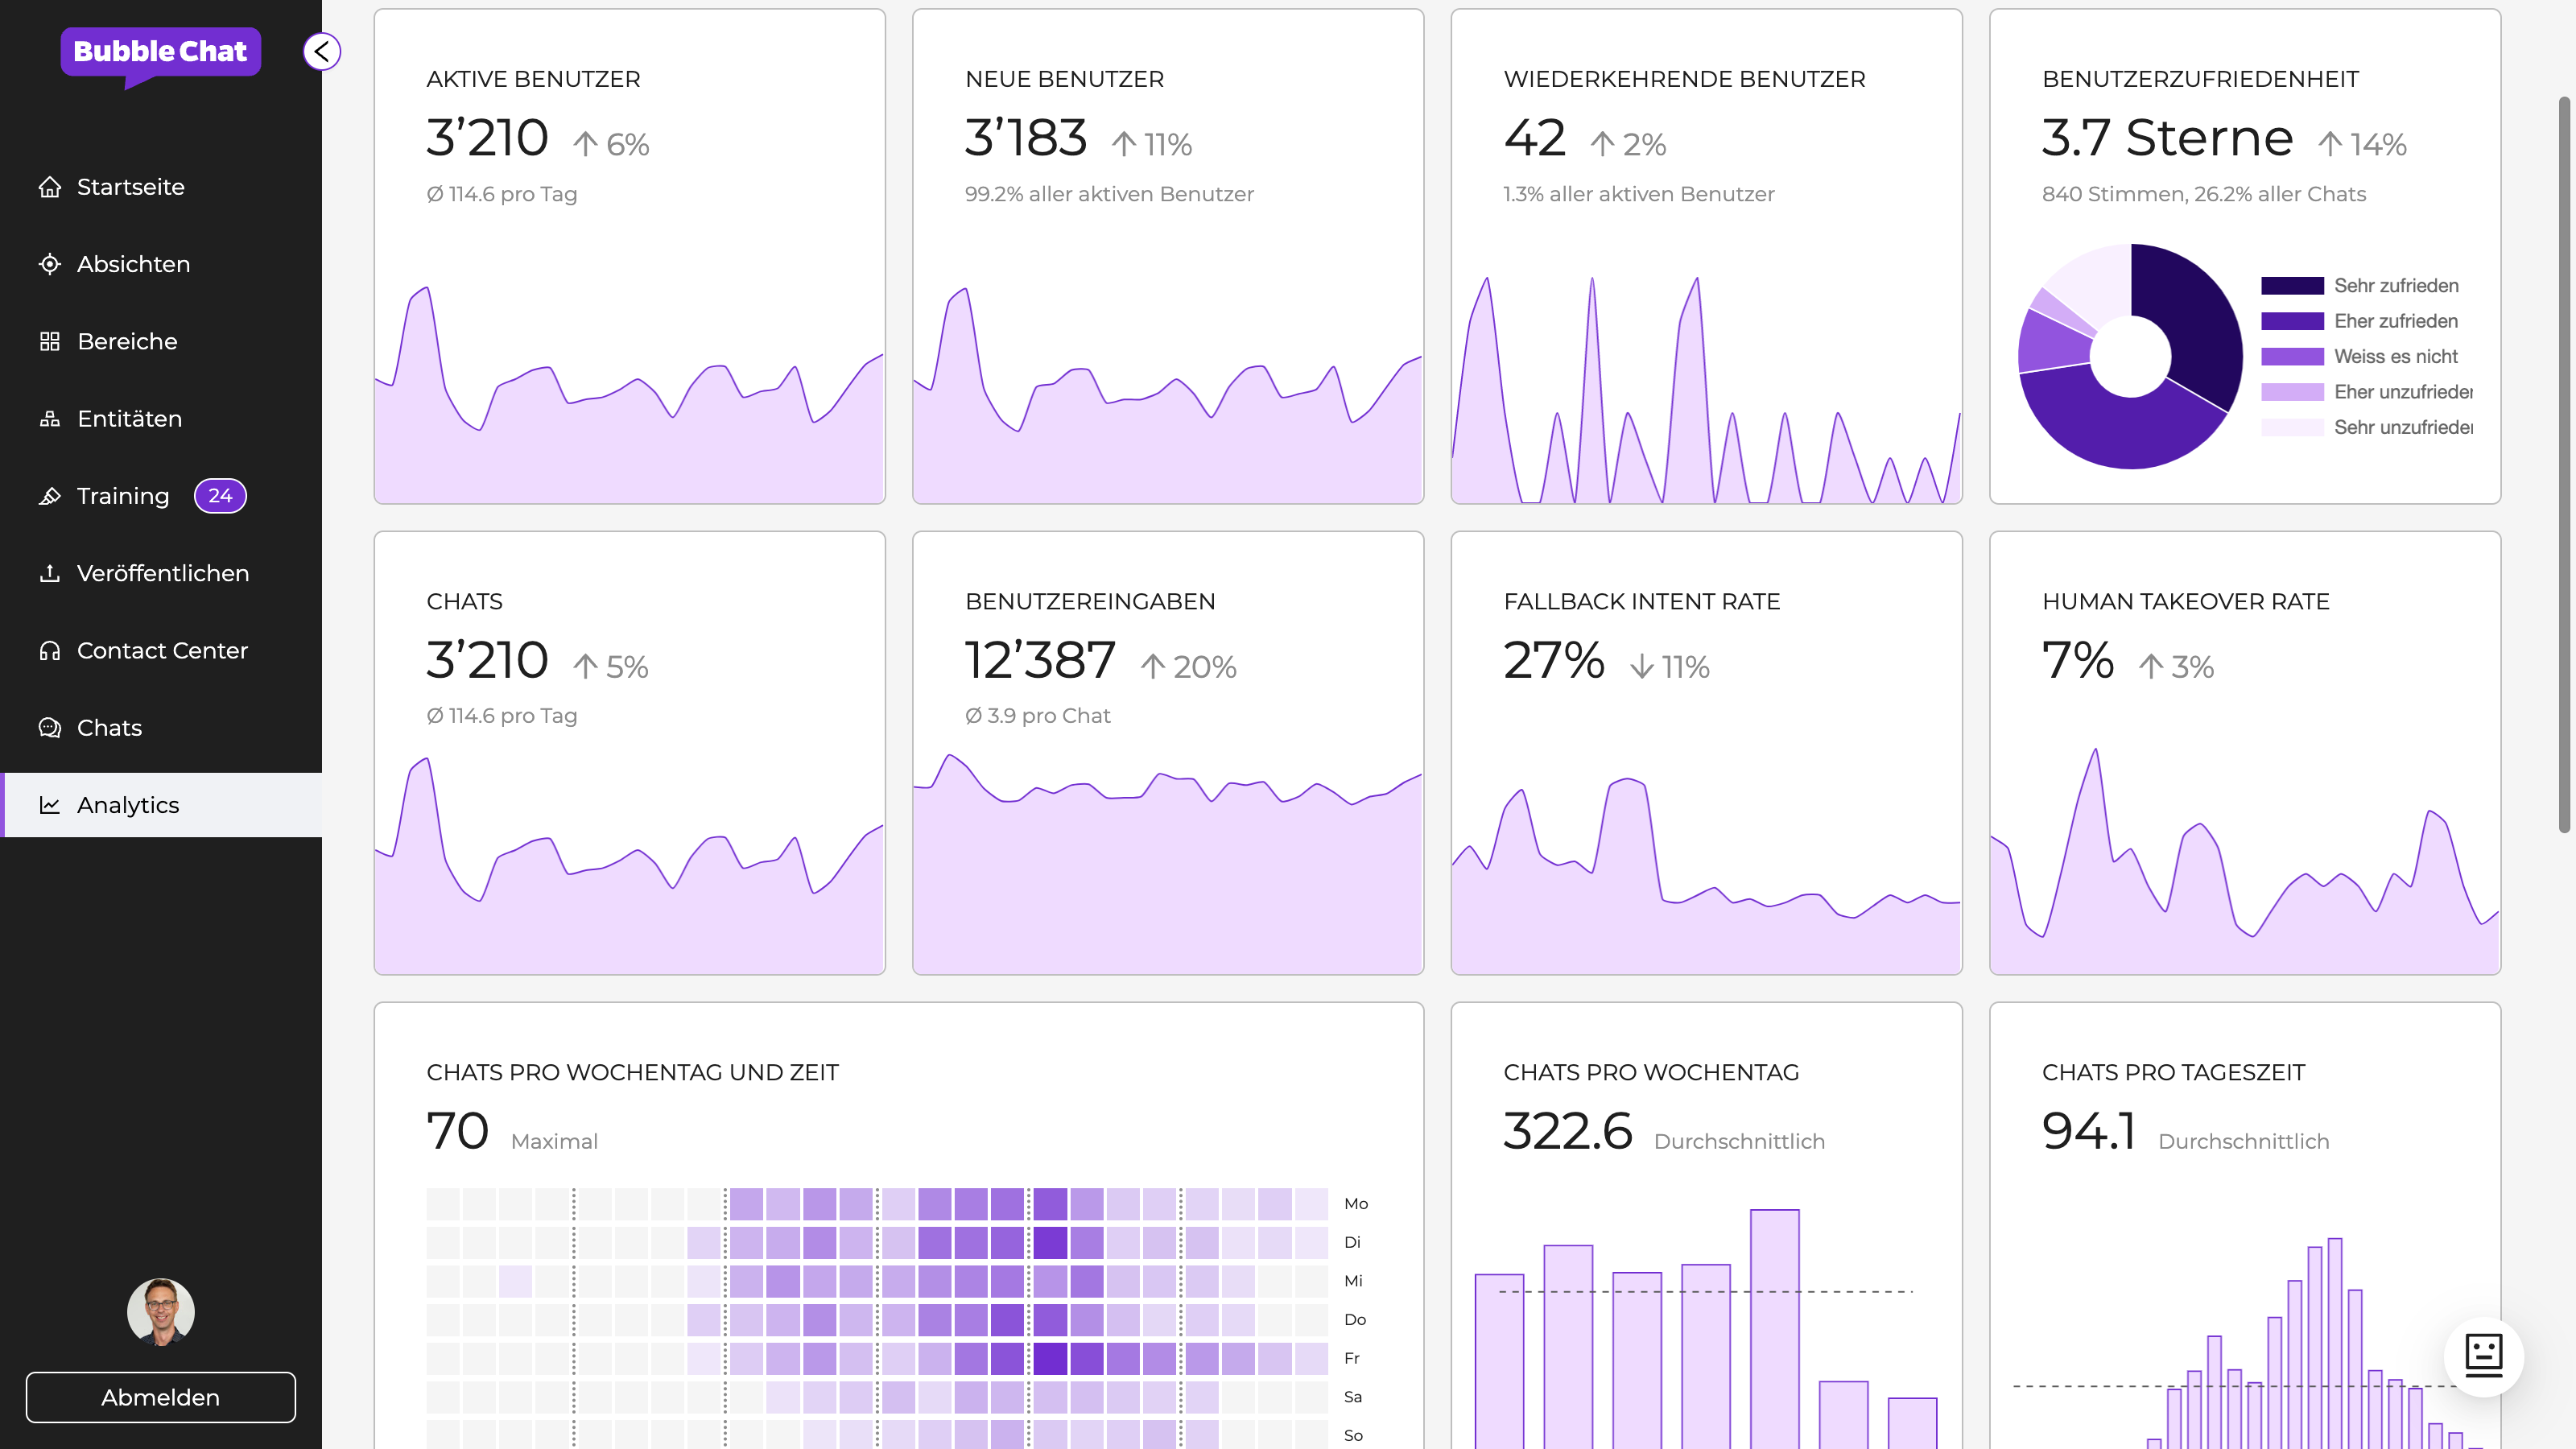 Bubble Chat
Startseite
Absichten
Bereiche
Entitäten
Training 24
Veröffentlichen
Contact Center
Chats
Analytics
Abmelden
AKTIVE BENUTZER
3’210 ↑ 6%
Ø 114.6 pro Tag
NEUE BENUTZER
3’183 ↑ 11%
99.2% aller aktiven Benutzer
WIEDERKEHRENDE BENUTZER
42 ↑ 2%
1.3% aller aktiven Benutzer
BENUTZERZUFRIEDENHEIT
3.7 Sterne ↑ 14%
840 Stimmen, 26.2% aller Chats
Sehr zufrieden
Eher zufrieden
Weiss es nicht
Eher unzufrieden
Sehr unzufrieden
CHATS
3’210 ↑ 5%
Ø 114.6 pro Tag
BENUTZEREINGABEN
12’387 ↑ 20%
Ø 3.9 pro Chat
FALLBACK INTENT RATE
27% ↓ 11%
HUMAN TAKEOVER RATE
7% ↑ 3%
CHATS PRO WOCHENTAG UND ZEIT
70 Maximal
Mo
Di
Mi
Do
Fr
Sa
So
CHATS PRO WOCHENTAG
322.6 Durchschnittlich
CHATS PRO TAGESZEIT
94.1 Durchschnittlich